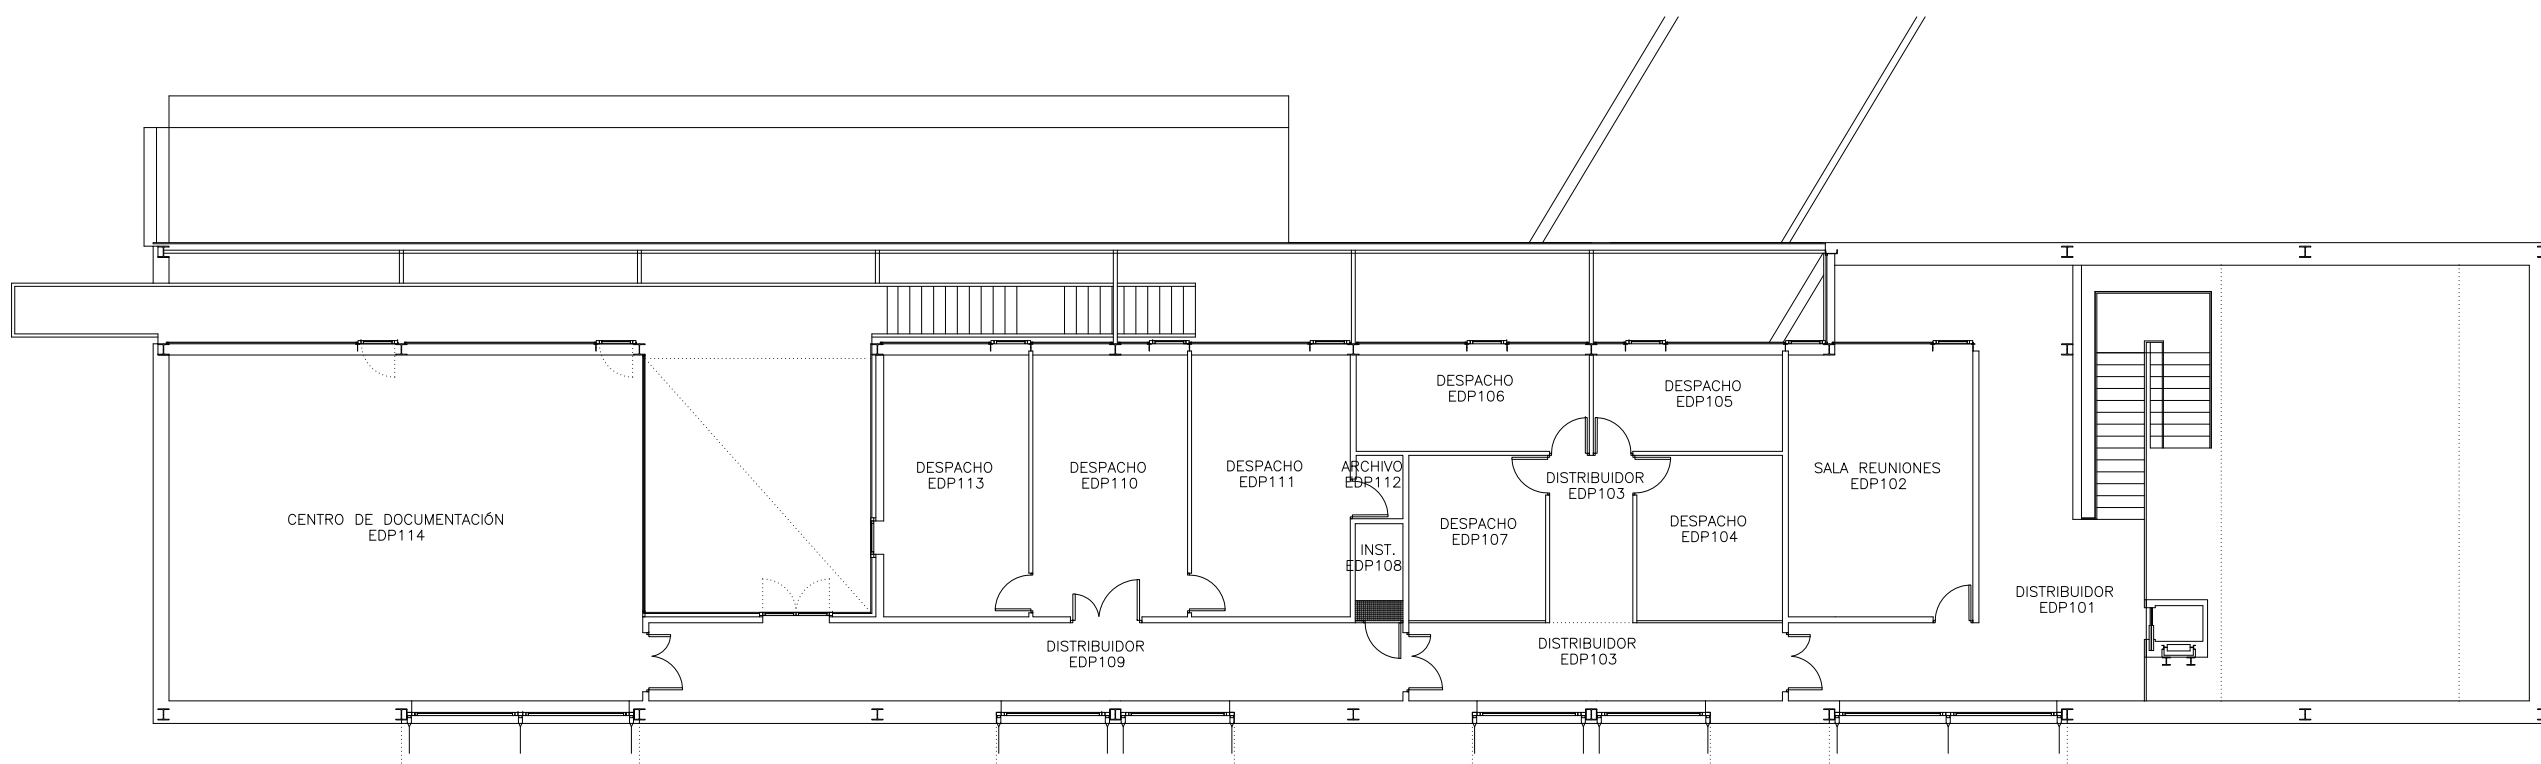 CENTRO DE DOCUMENTACIÓN
EDP114
DESPACHO
EDP113
DESPACHO
EDP110
DESPACHO
EDP111
ARCHIVO
EDP112
INST.
EDP108
DISTRIBUIDOR
EDP109
DESPACHO
EDP106
DESPACHO
EDP105
DISTRIBUIDOR
EDP103
DESPACHO
EDP107
DESPACHO
EDP104
DISTRIBUIDOR
EDP103
SALA REUNIONES
EDP102
DISTRIBUIDOR
EDP101